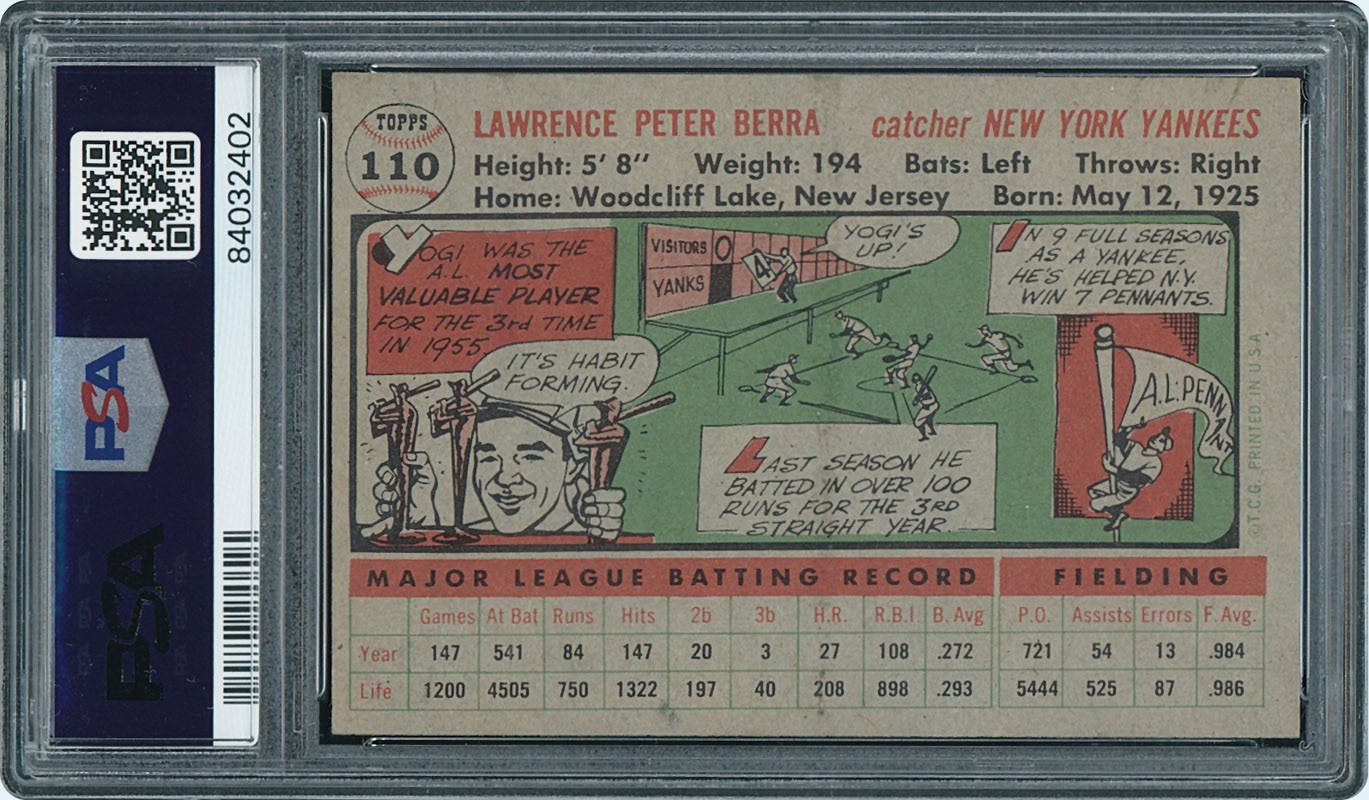 84032402
PSA
PSA
TOPPS
110
LAWRENCE PETER BERRA catcher NEW YORK YANKEES
Height: 5' 8" Weight: 194 Bats: Left Throws: Right
Home: Woodcliff Lake, New Jersey Born: May 12, 1925
YOGI WAS THE
A.L. MOST
VALUABLE PLAYER
FOR THE 3rd TIME
IN 1955.
IT'S HABIT
FORMING.
VISITORS 0
YANKS
4
YOGI'S
UP!
LAST SEASON HE
BATTED IN OVER 100
RUNS FOR THE 3RD
STRAIGHT YEAR.
IN 9 FULL SEASONS
AS A YANKEE,
HE'S HELPED N.Y.
WIN 7 PENNANTS.
A.L. PENNANT
©T.C.G. PRINTED IN U.S.A
MAJOR LEAGUE BATTING RECORD FIELDING
Games At Bat Runs Hits 2b 3b H.R. R.B.I. B. Avg P.O. Assists Errors F. Avg.
Year 147 541 84 147 20 3 27 108 .272 721 54 13 .984
Life 1200 4505 750 1322 197 40 208 898 .293 5444 525 87 .986